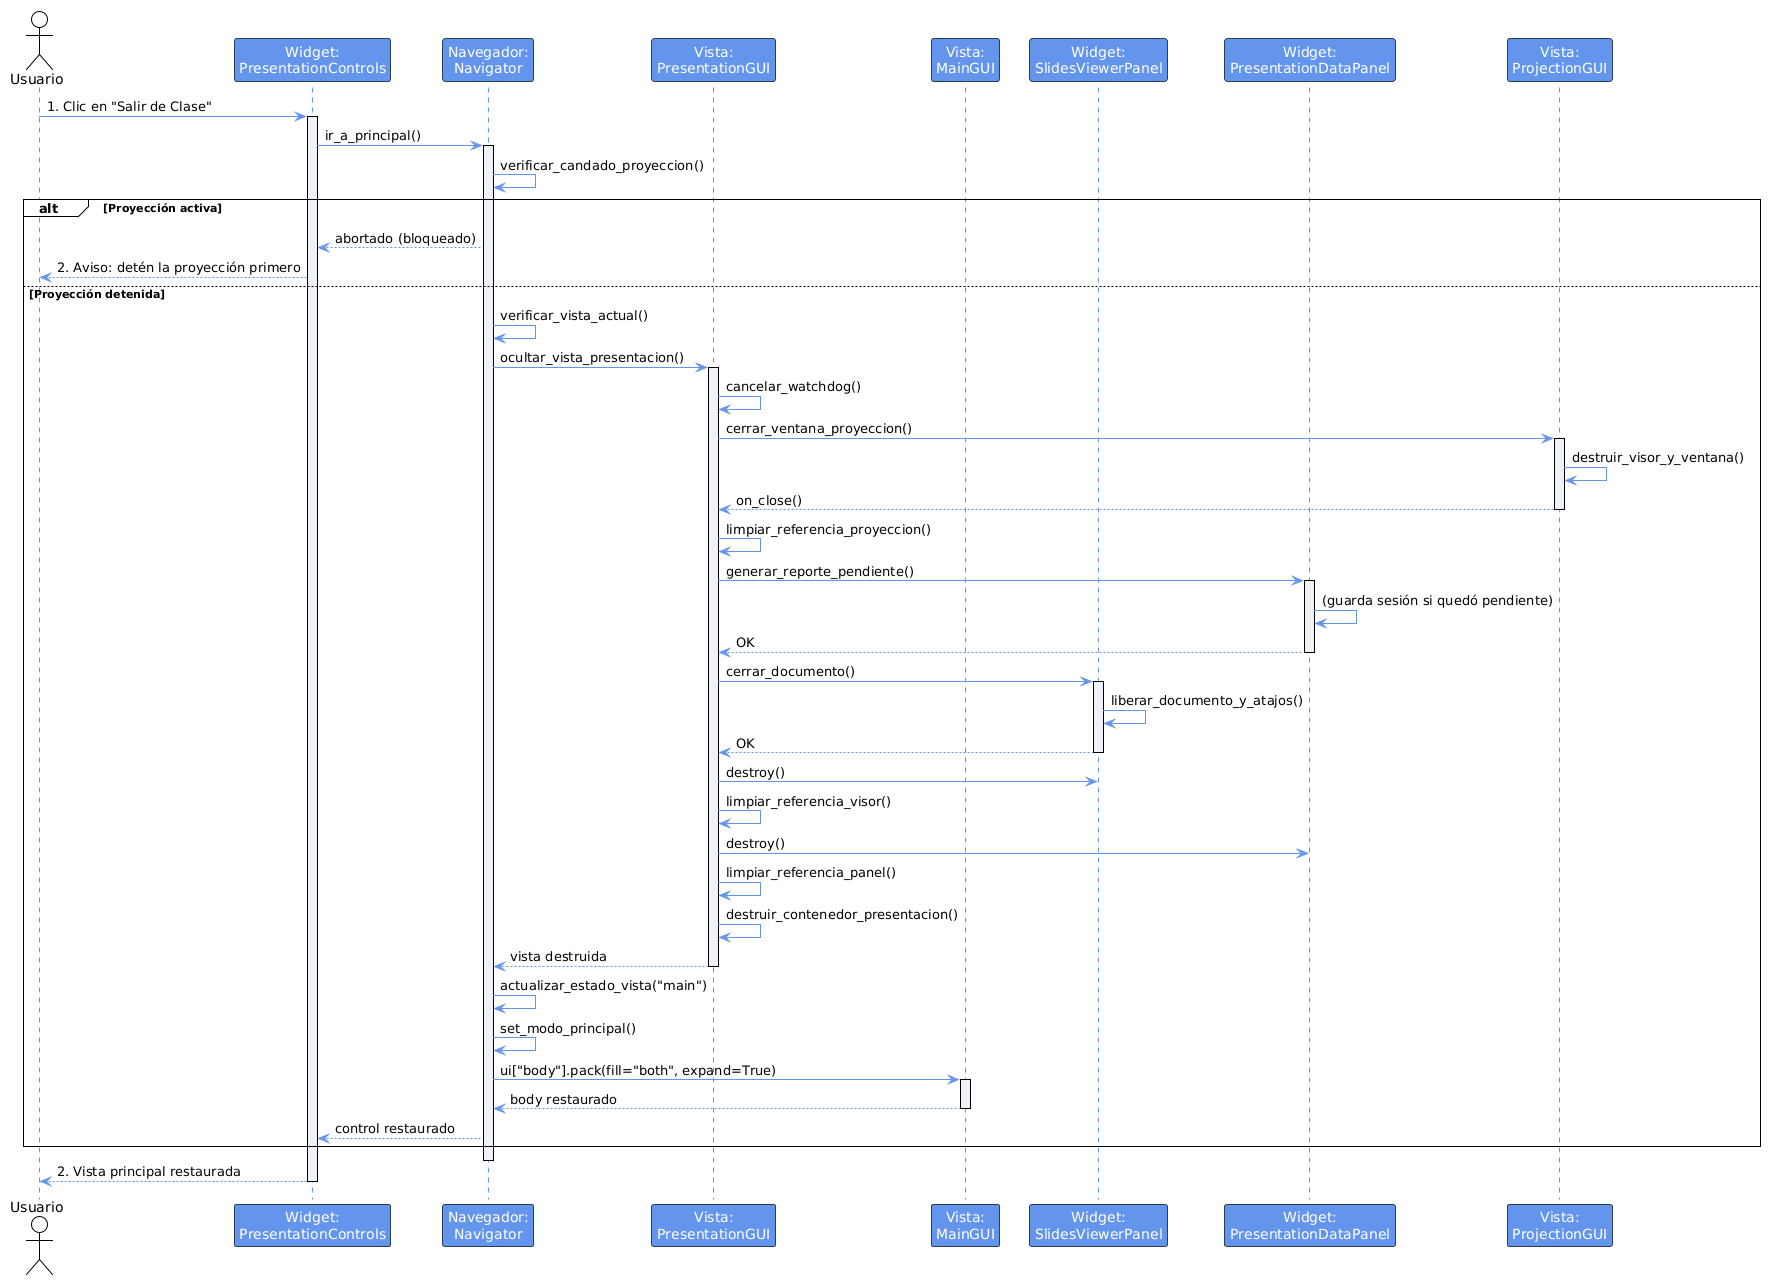 Usuario
Widget:
PresentationControls
Navegador:
Navigator
Vista:
PresentationGUI
Vista:
MainGUI
Widget:
SlidesViewerPanel
Widget:
PresentationDataPanel
Vista:
ProjectionGUI
1. Clic en "Salir de Clase"
ir_a_principal()
verificar_candado_proyeccion()
alt [Proyección activa]
abortado (bloqueado)
2. Aviso: detén la proyección primero
[Proyección detenida]
verificar_vista_actual()
ocultar_vista_presentacion()
cancelar_watchdog()
cerrar_ventana_proyeccion()
destruir_visor_y_ventana()
on_close()
limpiar_referencia_proyeccion()
generar_reporte_pendiente()
(guarda sesión si quedó pendiente)
OK
cerrar_documento()
liberar_documento_y_atajos()
OK
destroy()
limpiar_referencia_visor()
destroy()
limpiar_referencia_panel()
destruir_contenedor_presentacion()
vista destruida
actualizar_estado_vista("main")
set_modo_principal()
ui["body"].pack(fill="both", expand=True)
body restaurado
control restaurado
2. Vista principal restaurada
Usuario
Widget:
PresentationControls
Navegador:
Navigator
Vista:
PresentationGUI
Vista:
MainGUI
Widget:
SlidesViewerPanel
Widget:
PresentationDataPanel
Vista:
ProjectionGUI